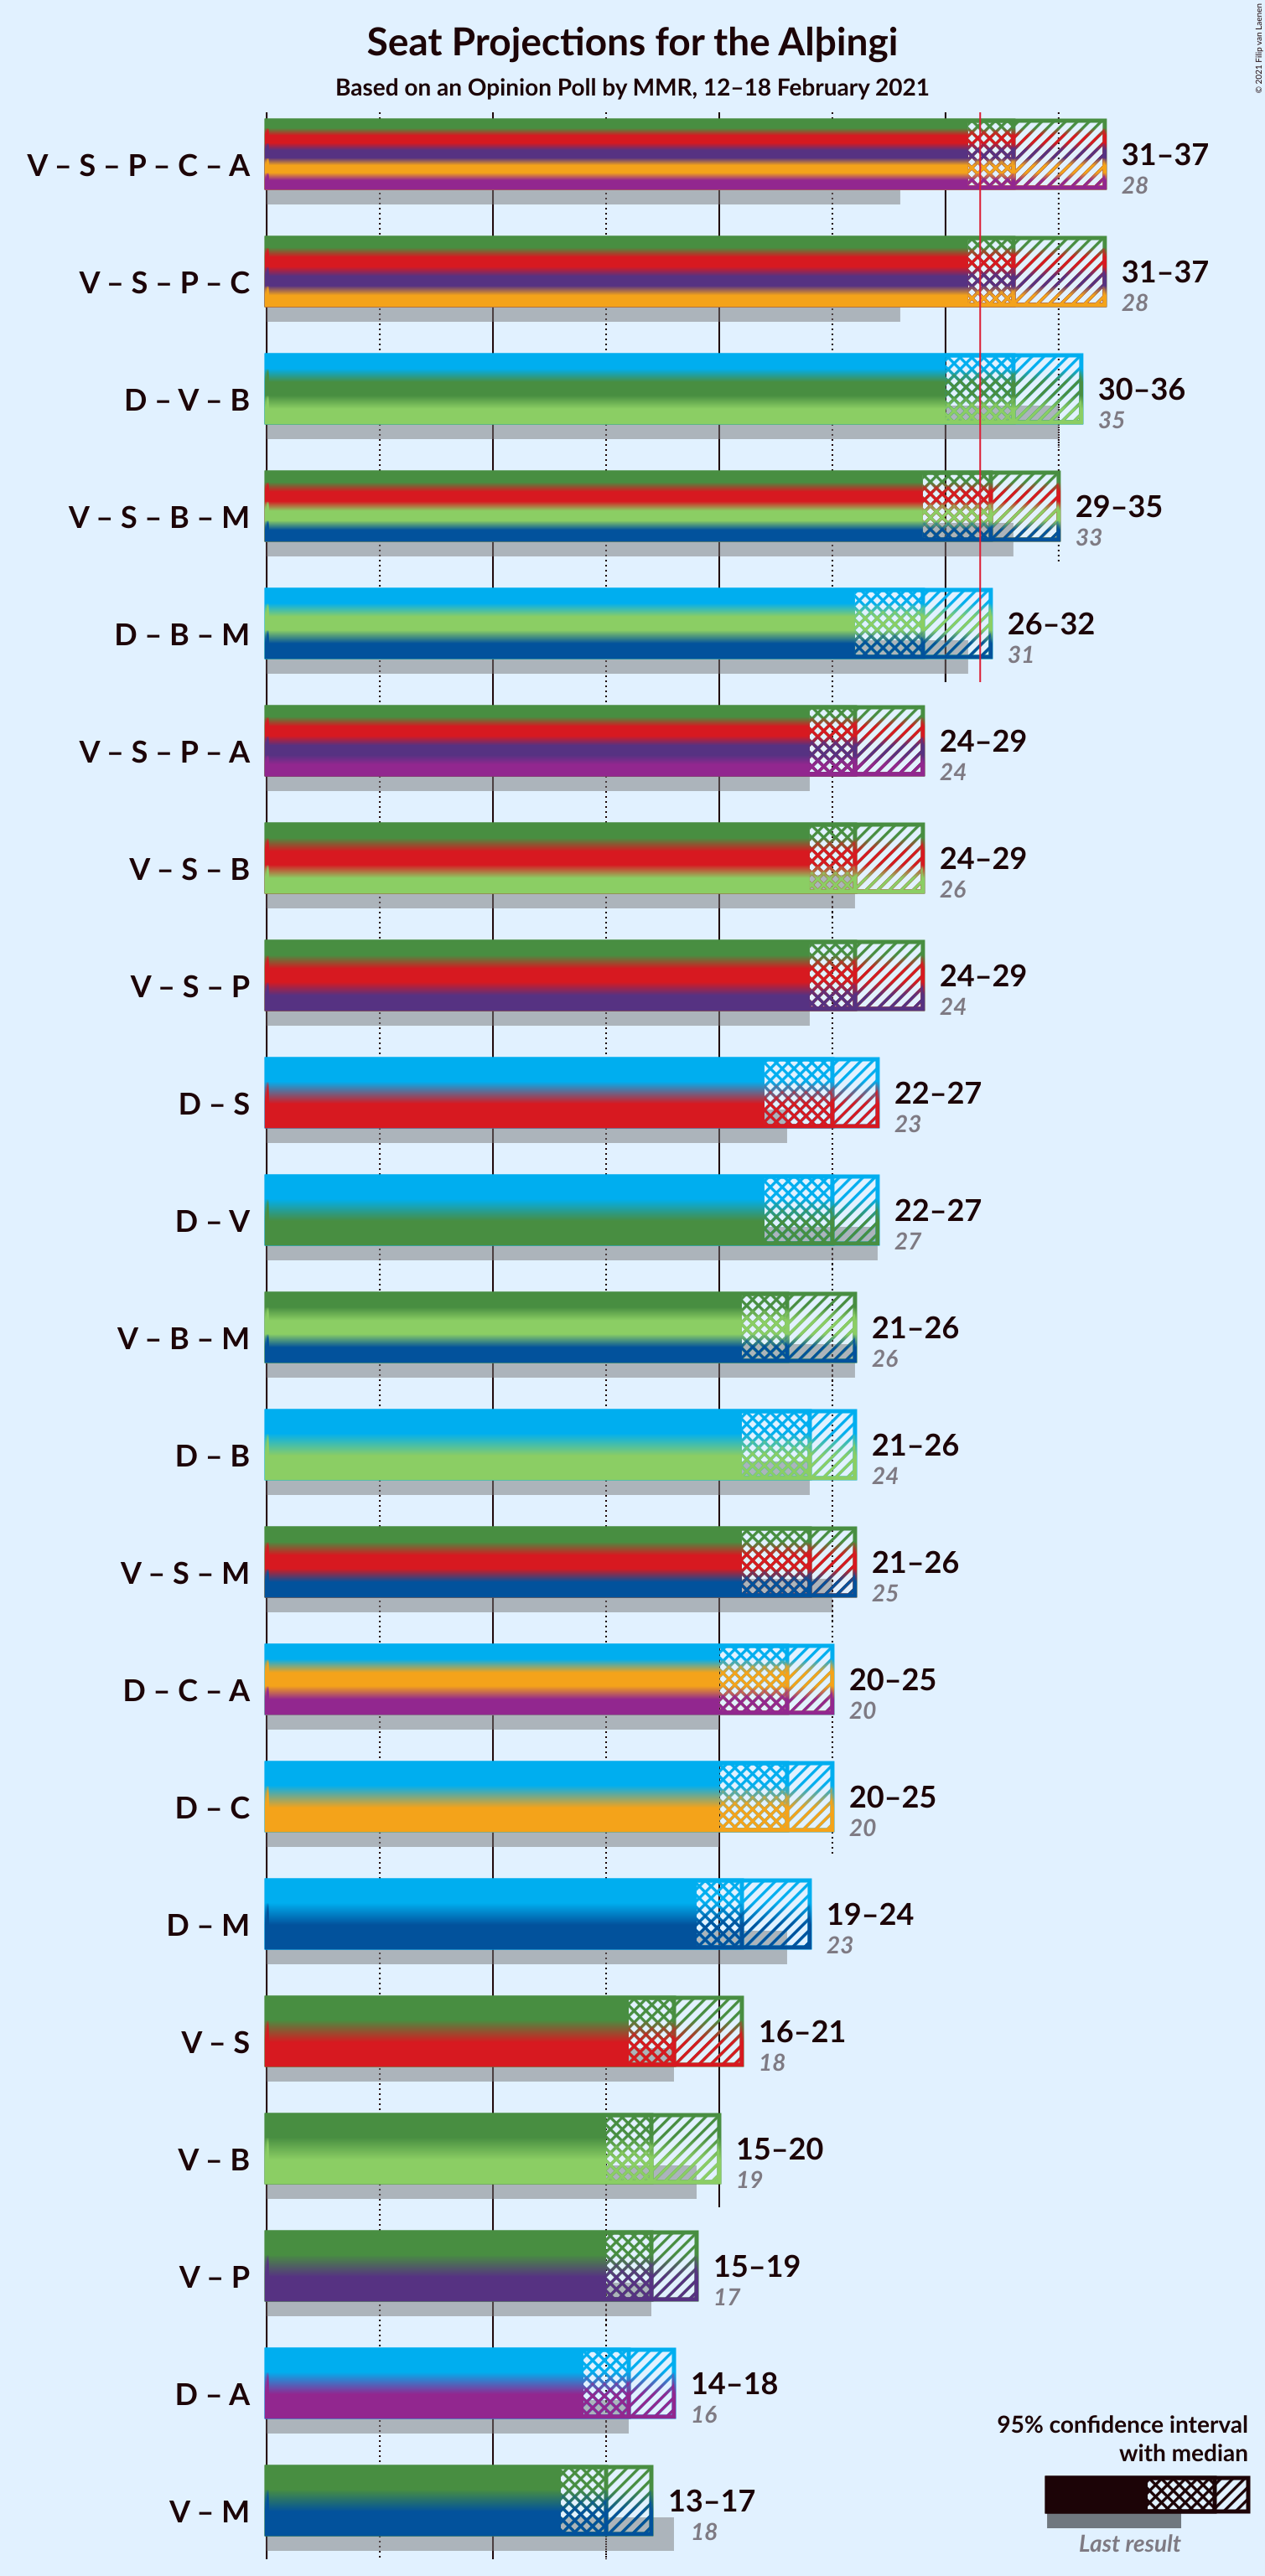 Seat Projections for the Alþingi
Based on an Opinion Poll by MMR, 12–18 February 2021
© 2021 Filip van Laenen
V – S – P – C – A
31–37
28
V – S – P – C
31–37
28
D – V – B
30–36
35
V – S – B – M
29–35
33
D – B – M
26–32
31
V – S – P – A
24–29
24
V – S – B
24–29
26
V – S – P
24–29
24
D – S
22–27
23
D – V
22–27
27
V – B – M
21–26
26
D – B
21–26
24
V – S – M
21–26
25
D – C – A
20–25
20
D – C
20–25
20
D – M
19–24
23
V – S
16–21
18
V – B
15–20
19
V – P
15–19
17
D – A
14–18
16
V – M
13–17
18
95% confidence interval
with median
Last result